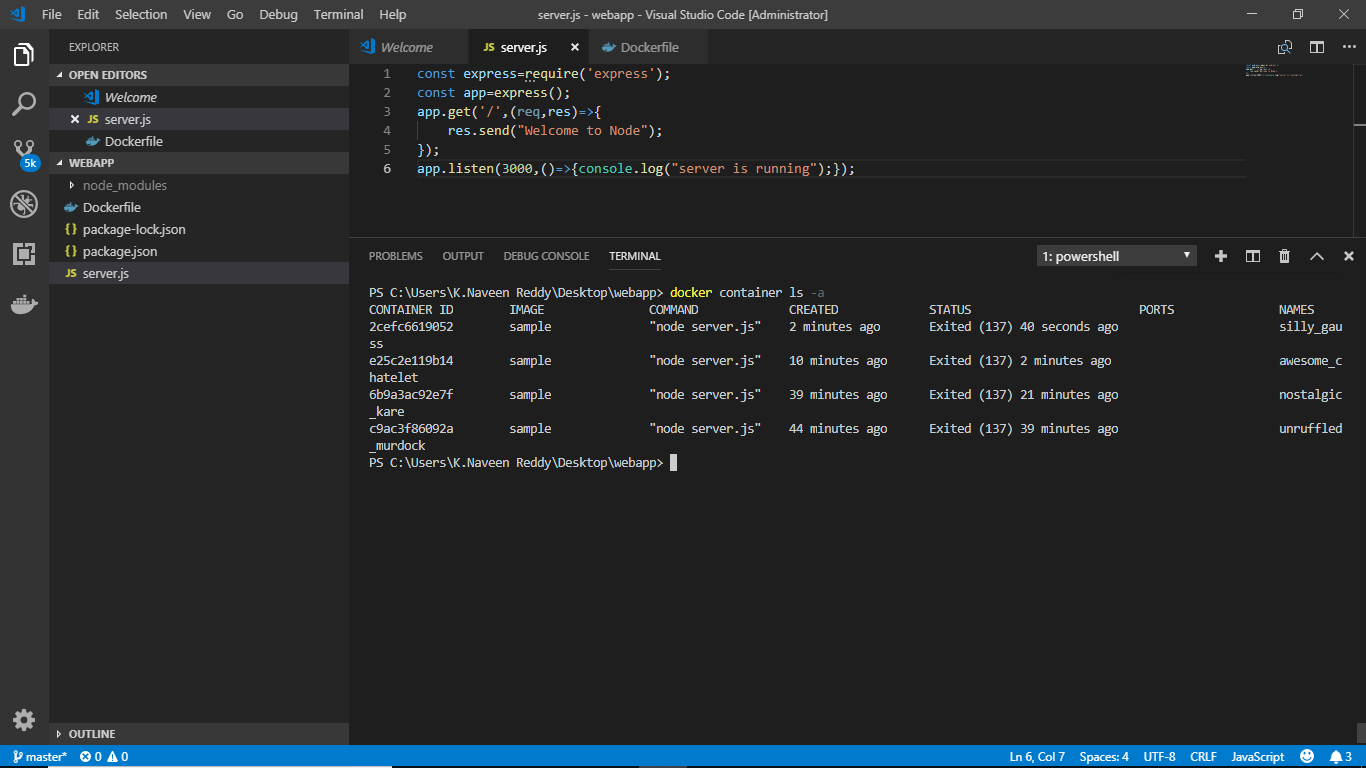 File Edit Selection View Go Debug Terminal Help server.js - webapp - Visual Studio Code [Administrator]
EXPLORER
OPEN EDITORS
Welcome
JS server.js
Dockerfile
5k
WEBAPP
node_modules
Dockerfile
{} package-lock.json
{} package.json
JS server.js
OUTLINE
Welcome JS server.js Dockerfile
1 const express=require('express');
2 const app=express();
3 app.get('/',(req,res)=>{
4 res.send("Welcome to Node");
5 });
6 app.listen(3000,()=>{console.log("server is running");});
PROBLEMS OUTPUT DEBUG CONSOLE TERMINAL 1: powershell
PS C:\Users\K.Naveen Reddy\Desktop\webapp> docker container ls -a
CONTAINER ID IMAGE COMMAND CREATED STATUS PORTS NAMES
2cefc6619052 sample "node server.js" 2 minutes ago Exited (137) 40 seconds ago silly_gau
ss
e25c2e119b14 sample "node server.js" 10 minutes ago Exited (137) 2 minutes ago awesome_c
hatelet
6b9a3ac92e7f sample "node server.js" 39 minutes ago Exited (137) 21 minutes ago nostalgic
_kare
c9ac3f86092a sample "node server.js" 44 minutes ago Exited (137) 39 minutes ago unruffled
_murdock
PS C:\Users\K.Naveen Reddy\Desktop\webapp>
master* 0 0 Ln 6, Col 7 Spaces: 4 UTF-8 CRLF JavaScript 3